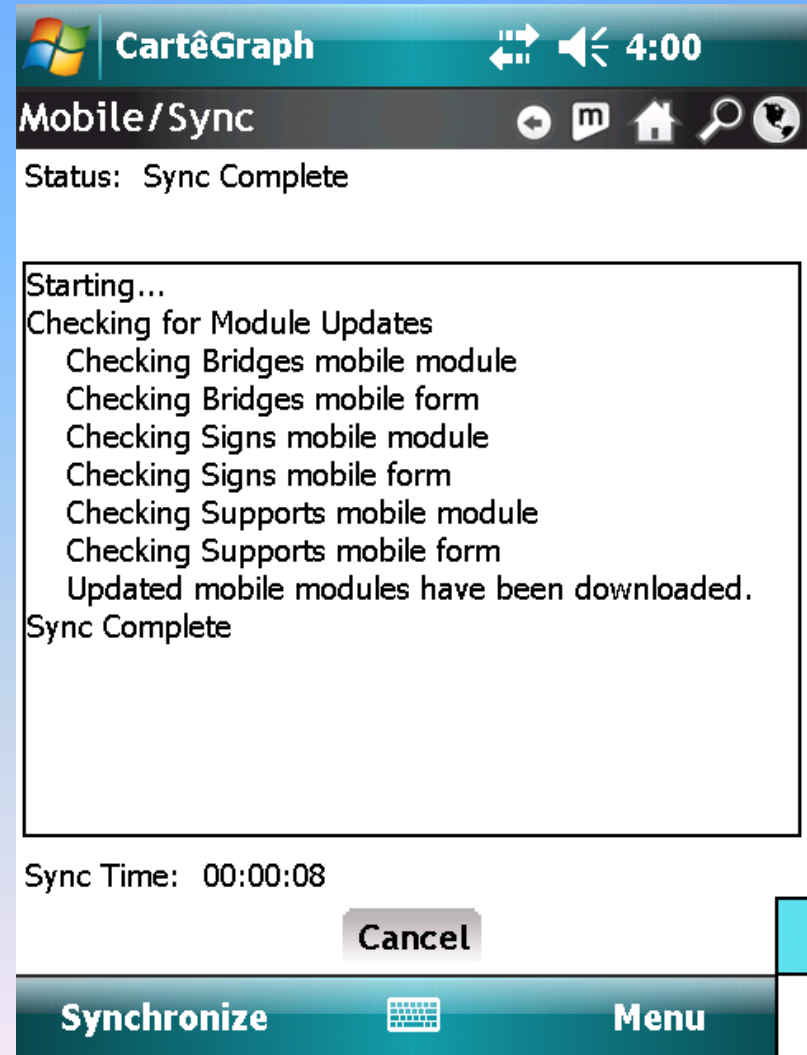 CartêGraph 4:00
Mobile/Sync m
Status: Sync Complete
Starting...
Checking for Module Updates
Checking Bridges mobile module
Checking Bridges mobile form
Checking Signs mobile module
Checking Signs mobile form
Checking Supports mobile module
Checking Supports mobile form
Updated mobile modules have been downloaded.
Sync Complete
Sync Time: 00:00:08
Cancel
Synchronize Menu